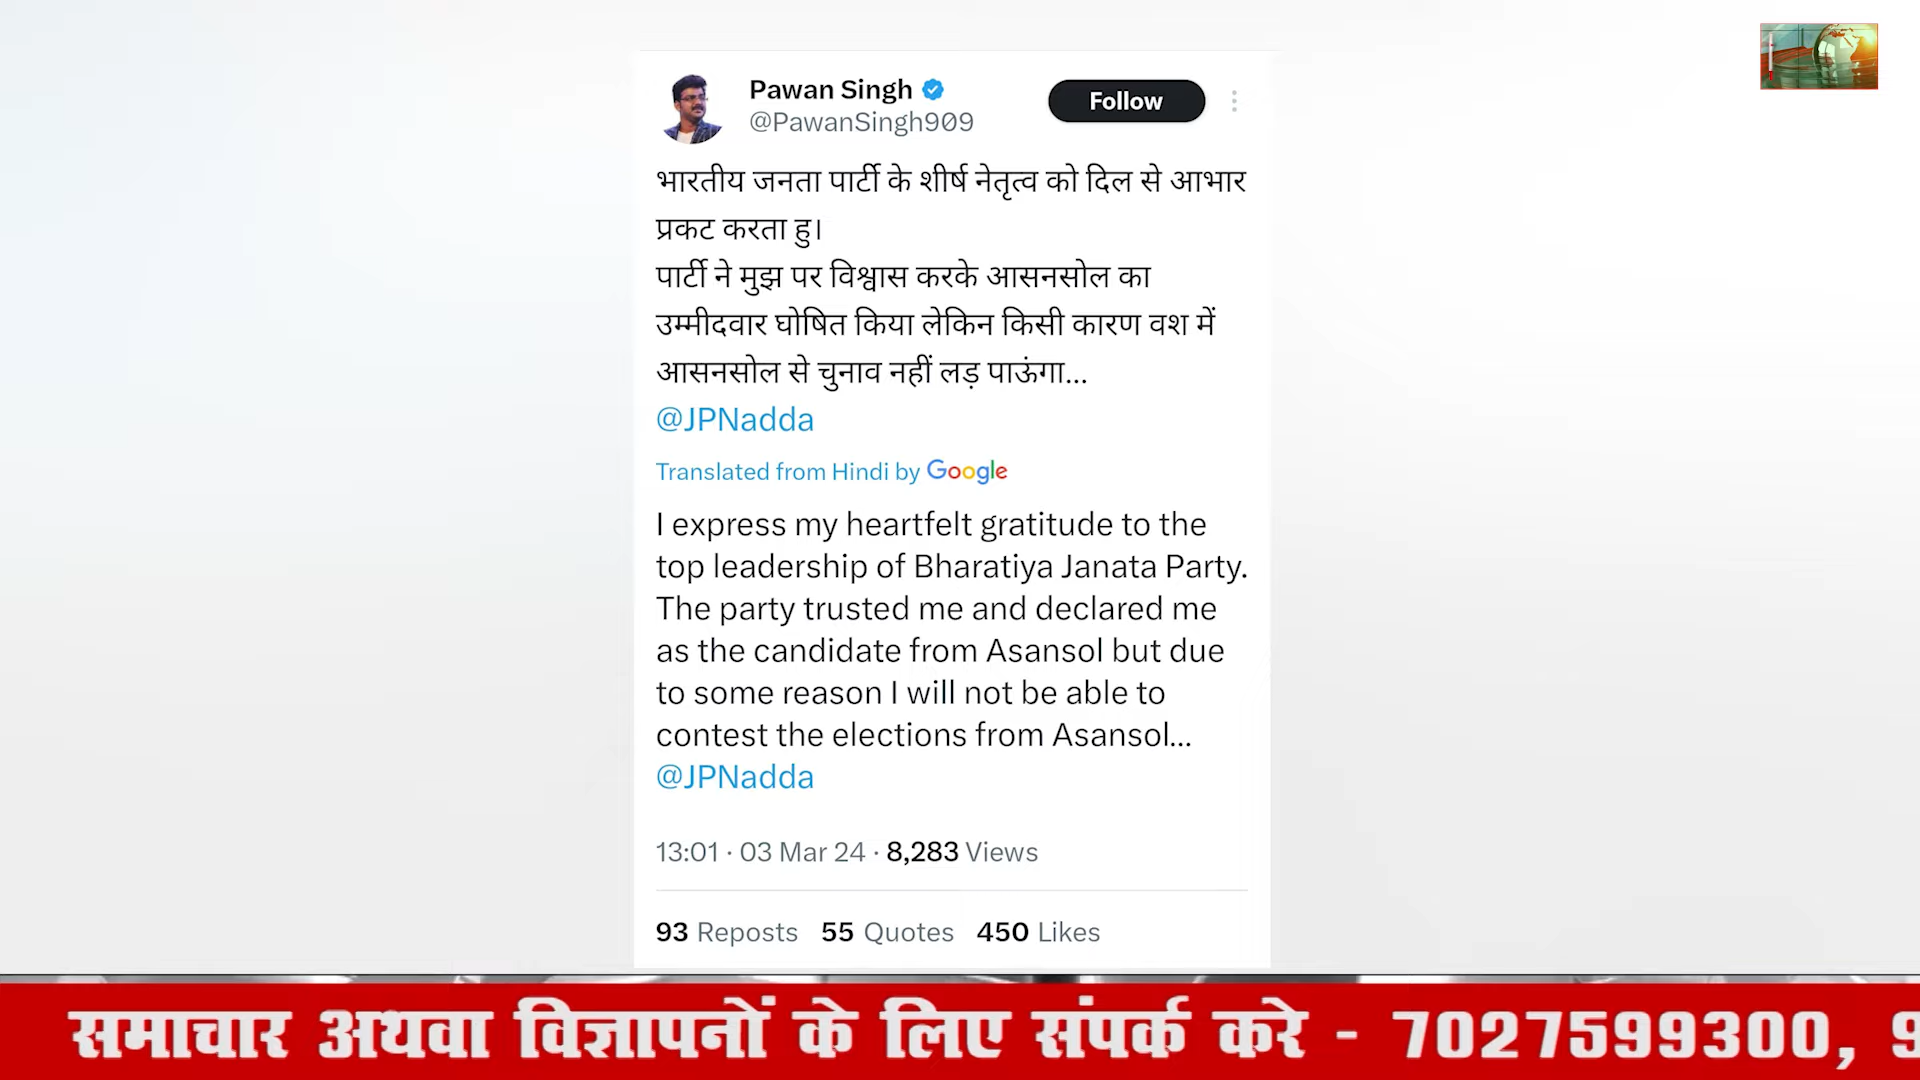 Pawan Singh
Follow
@PawanSingh909
भारतीय जनता पार्टी के शीर्ष नेतृत्व को दिल से आभार
प्रकट करता हु।
पार्टी ने मुझ पर विश्वास करके आसनसोल का
उम्मीदवार घोषित किया लेकिन किसी कारण वश में
आसनसोल से चुनाव नहीं लड़ पाऊंगा...
@JPNadda
Translated from Hindi by Google
I express my heartfelt gratitude to the
top leadership of Bharatiya Janata Party.
The party trusted me and declared me
as the candidate from Asansol but due
to some reason I will not be able to
contest the elections from Asansol...
@JPNadda
13:01 · 03 Mar 24 · 8,283 Views
93 Reposts 55 Quotes 450 Likes
समाचार अथवा विज्ञापनों के लिए संपर्क करे - 7027599300, 9